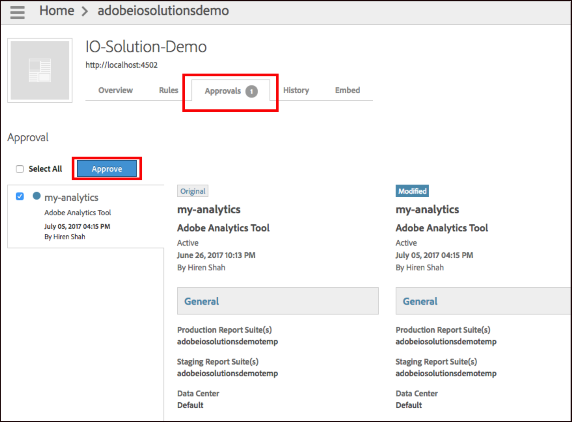 Home > adobeiosolutionsdemo
IO-Solution-Demo
http://localhost:4502
Overview Rules Approvals 1 History Embed
Approval
Select All Approve
my-analytics
Adobe Analytics Tool
July 05, 2017 04:15 PM
By Hiren Shah
Original
my-analytics
Adobe Analytics Tool
Active
June 26, 2017 10:13 PM
By Hiren Shah
General
Production Report Suite(s)
adobeiosolutionsdemotemp
Staging Report Suite(s)
adobeiosolutionsdemotemp
Data Center
Default
Modified
my-analytics
Adobe Analytics Tool
Active
July 05, 2017 04:15 PM
By Hiren Shah
General
Production Report Suite(s)
adobeiosolutionsdemotemp
Staging Report Suite(s)
adobeiosolutionsdemotemp
Data Center
Default